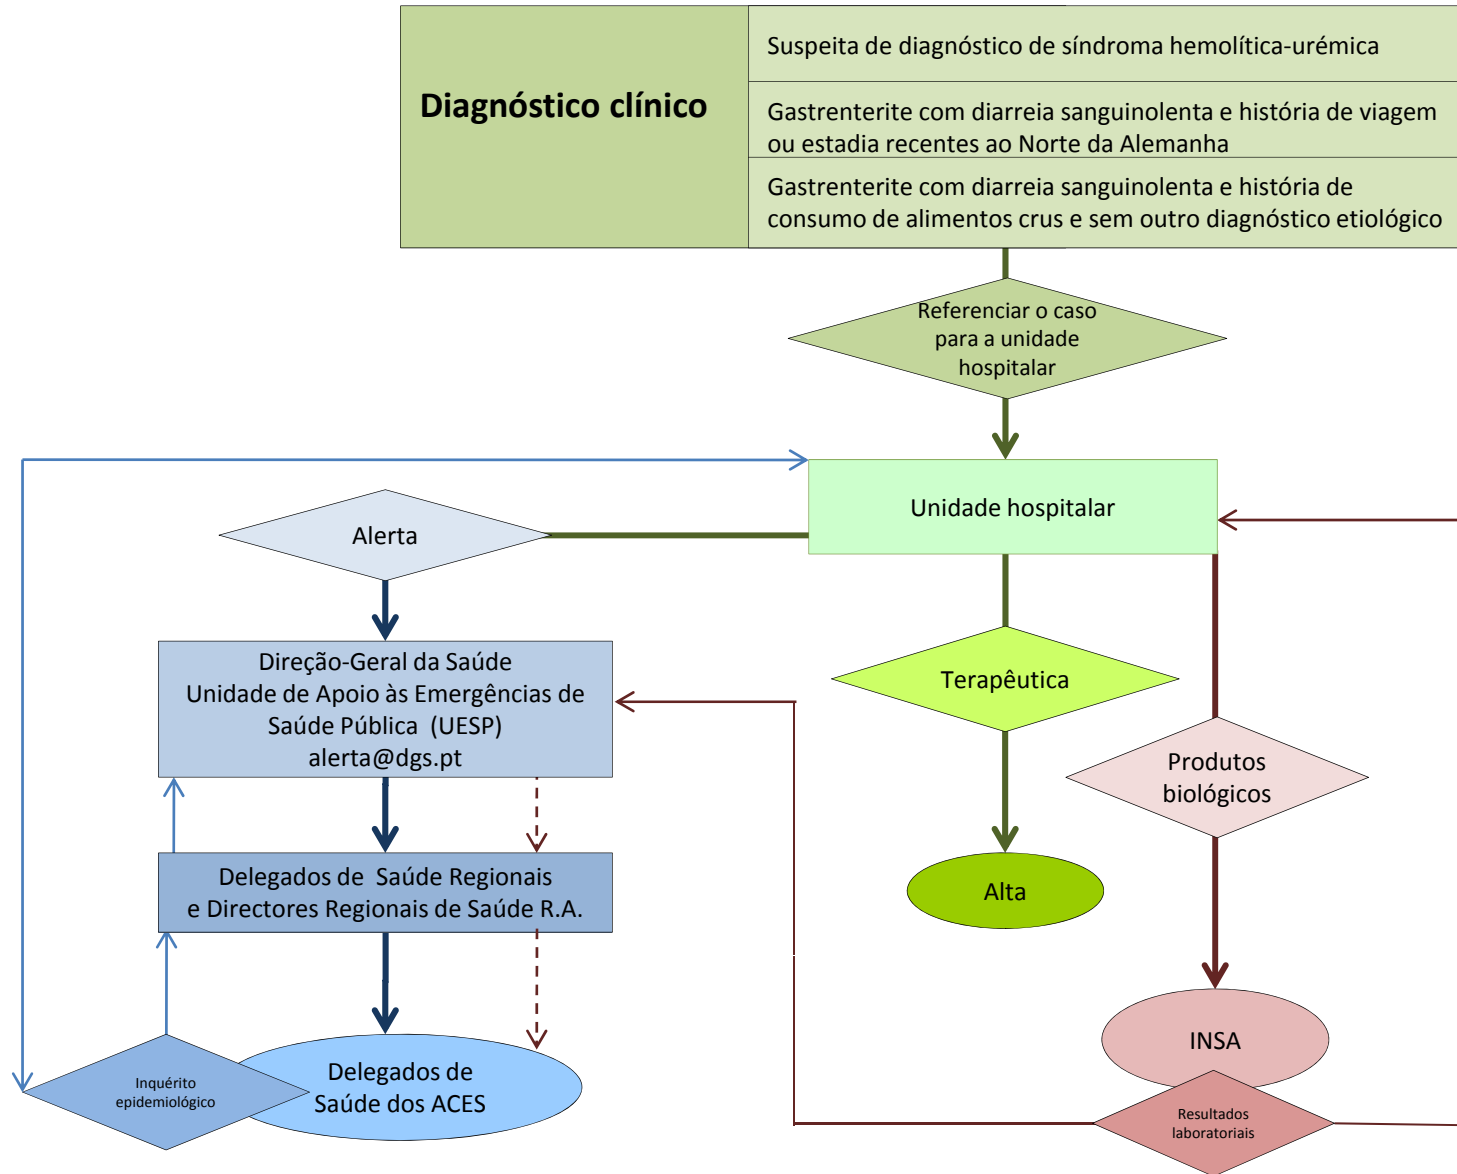 Diagnóstico clínico
Suspeita de diagnóstico de síndroma hemolítica-urémica
Gastrenterite com diarreia sanguinolenta e história de viagem
ou estadia recentes ao Norte da Alemanha
Gastrenterite com diarreia sanguinolenta e história de
consumo de alimentos crus e sem outro diagnóstico etiológico
Referenciar o caso
para a unidade
hospitalar
Unidade hospitalar
Alerta
Direção-Geral da Saúde
Unidade de Apoio às Emergências de
Saúde Pública (UESP)
alerta@dgs.pt
Terapêutica
Produtos
biológicos
Delegados de Saúde Regionais
e Directores Regionais de Saúde R.A.
Alta
INSA
Inquérito
epidemiológico
Delegados de
Saúde dos ACES
Resultados
laboratoriais